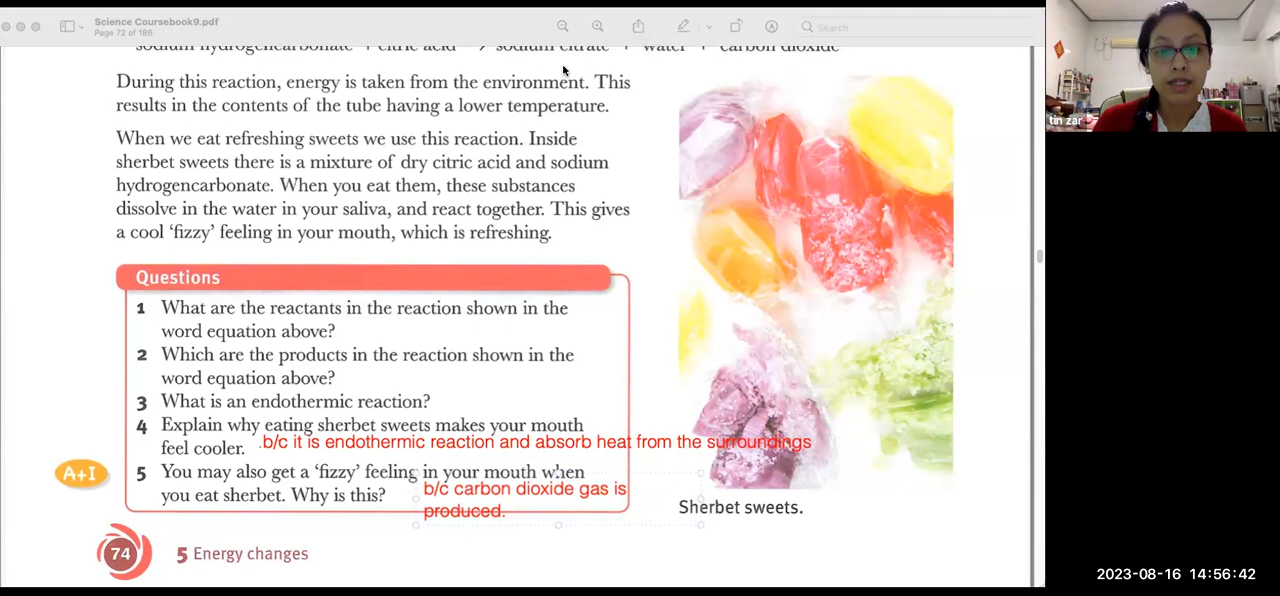 Science Coursebook9.pdf
Page 72 of 186
Search
sodium hydrogencarbonate + citric acid → sodium citrate + water + carbon dioxide
During this reaction, energy is taken from the environment. This
results in the contents of the tube having a lower temperature.
When we eat refreshing sweets we use this reaction. Inside
sherbet sweets there is a mixture of dry citric acid and sodium
hydrogencarbonate. When you eat them, these substances
dissolve in the water in your saliva, and react together. This gives
a cool ‘fizzy’ feeling in your mouth, which is refreshing.
Questions
1 What are the reactants in the reaction shown in the
word equation above?
2 Which are the products in the reaction shown in the
word equation above?
3 What is an endothermic reaction?
4 Explain why eating sherbet sweets makes your mouth
feel cooler.
.b/c it is endothermic reaction and absorb heat from the surroundings
A+I
5 You may also get a ‘fizzy’ feeling in your mouth when
you eat sherbet. Why is this?
b/c carbon dioxide gas is
produced.
Sherbet sweets.
74 5 Energy changes
tin zar
2023-08-16 14:56:42